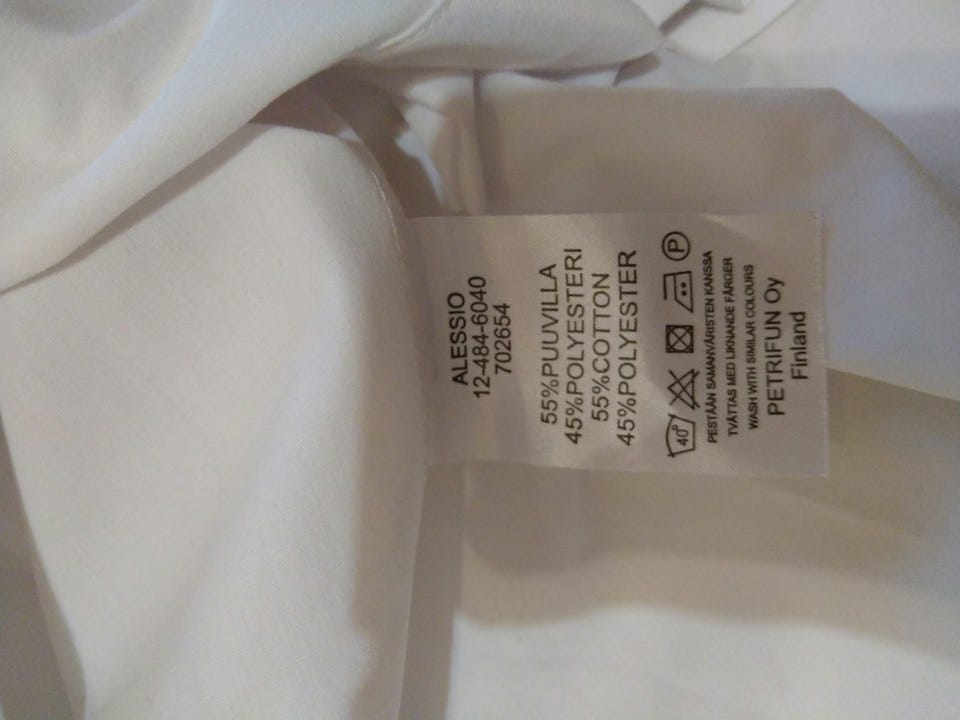 ALESSIO
12-484-6040
702654
55%PUUVILLA
45%POLYESTERI
55%COTTON
45%POLYESTER
40° P
PESTÄÄN SAMANVÄRISTEN KANSSA
TVÄTTAS MED LIKNANDE FÄRGER
WASH WITH SIMILAR COLOURS
PETRIFUN Oy
Finland